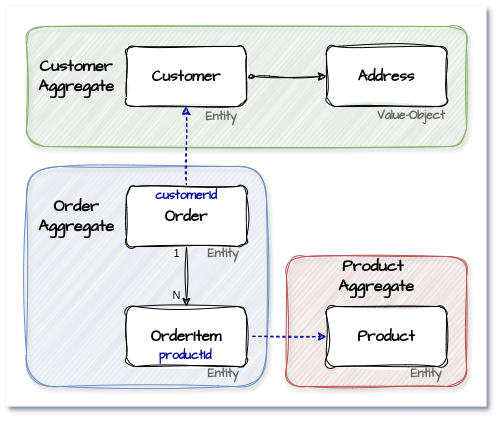 Customer
Aggregate
Customer
Entity
Address
Value-Object
Order
Aggregate
customerId
Order
Entity
1
N
OrderItem
productId
Entity
Product
Aggregate
Product
Entity